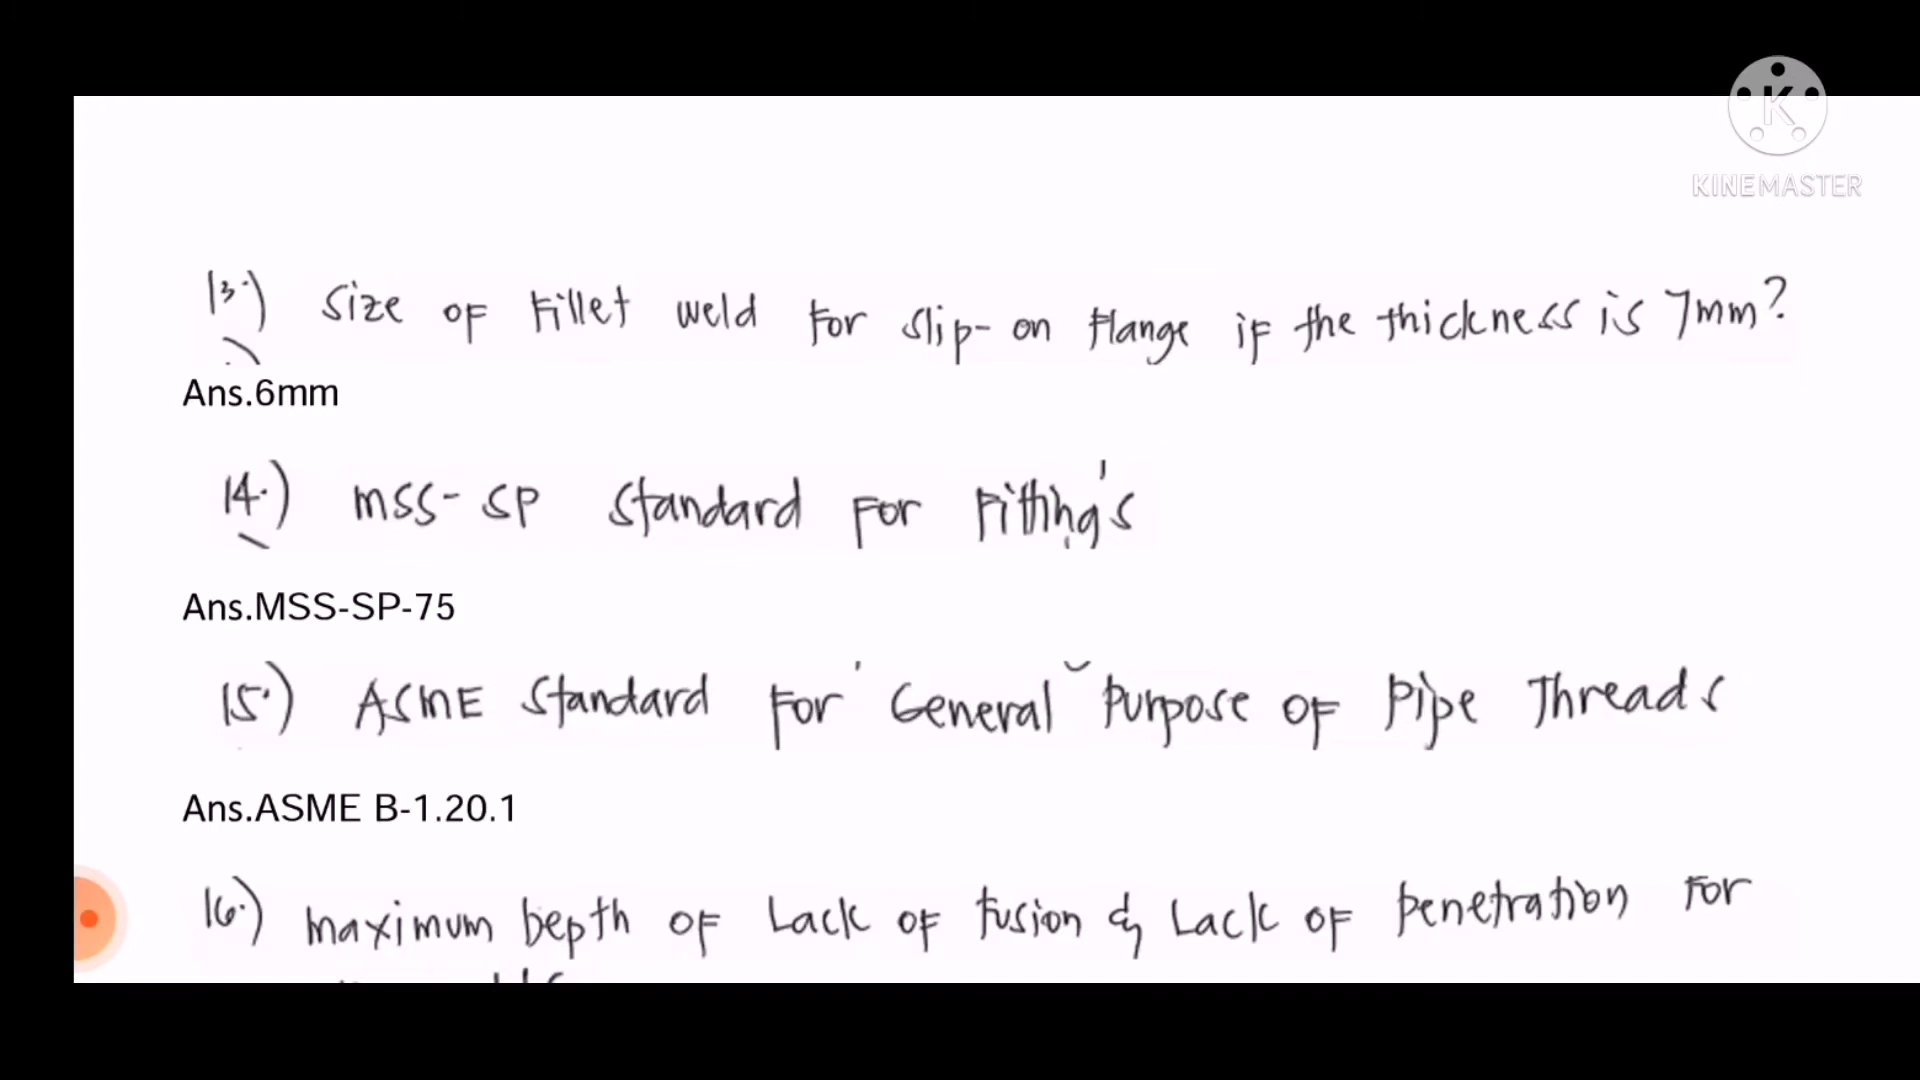 KINEMASTER
13.) Size of fillet weld for slip-on flange if the thickness is 7mm?
Ans.6mm
14.) MSS-SP Standard for Fitting's
Ans.MSS-SP-75
15.) ASME Standard for General Purpose of Pipe Threads
Ans.ASME B-1.20.1
16.) maximum Depth of Lack of fusion & Lack of penetration for